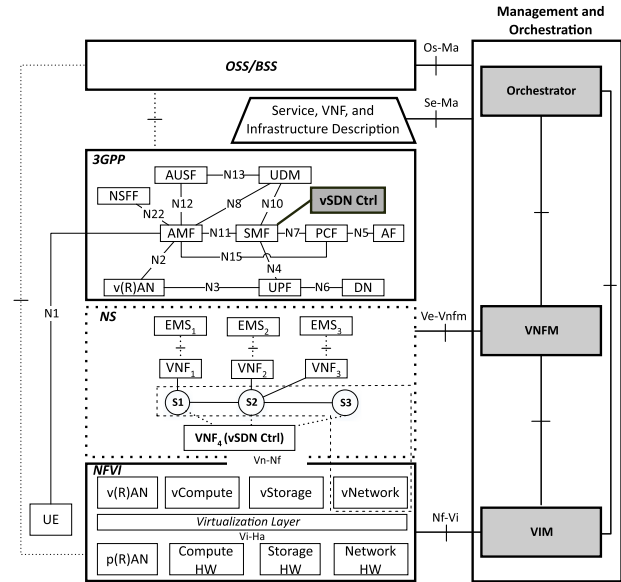 Management and
Orchestration
OSS/BSS
Os-Ma
Orchestrator
Se-Ma
Service, VNF, and
Infrastructure Description
3GPP
AUSF
N13
UDM
NSFF
N22
N12
N8
N10
vSDN Ctrl
AMF
N11
SMF
N7
PCF
N5
AF
N15
N2
N4
v(R)AN
N3
UPF
N6
DN
N1
NS
EMS1
EMS2
EMS3
Ve-Vnfm
VNFM
VNF1
VNF2
VNF3
S1
S2
S3
VNF4 (vSDN Ctrl)
Vn-Nf
NFVI
v(R)AN
vCompute
vStorage
vNetwork
UE
Virtualization Layer
Nf-Vi
VIM
Vi-Ha
p(R)AN
Compute
HW
Storage
HW
Network
HW